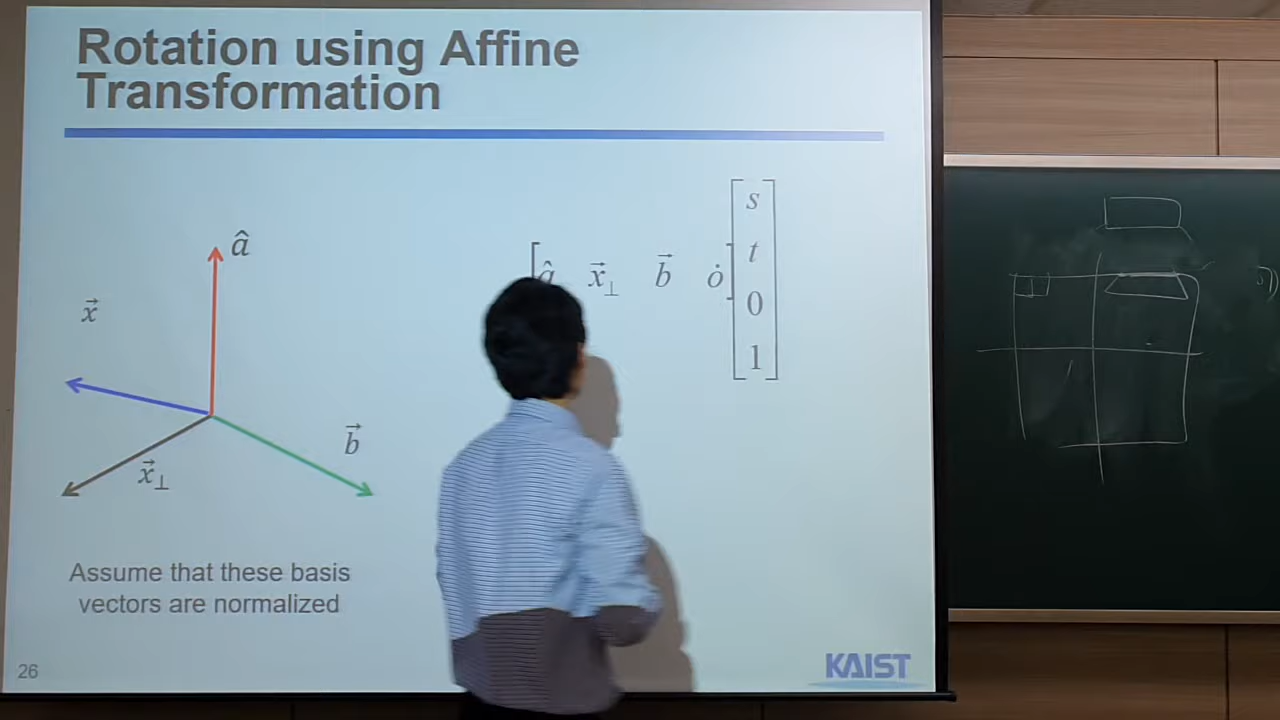 Rotation using Affine
Transformation
â
x⃗
b⃗
x⃗⊥
[â x⃗⊥ b⃗ ȯ]
[s
t
0
1]
Assume that these basis
vectors are normalized
26
KAIST